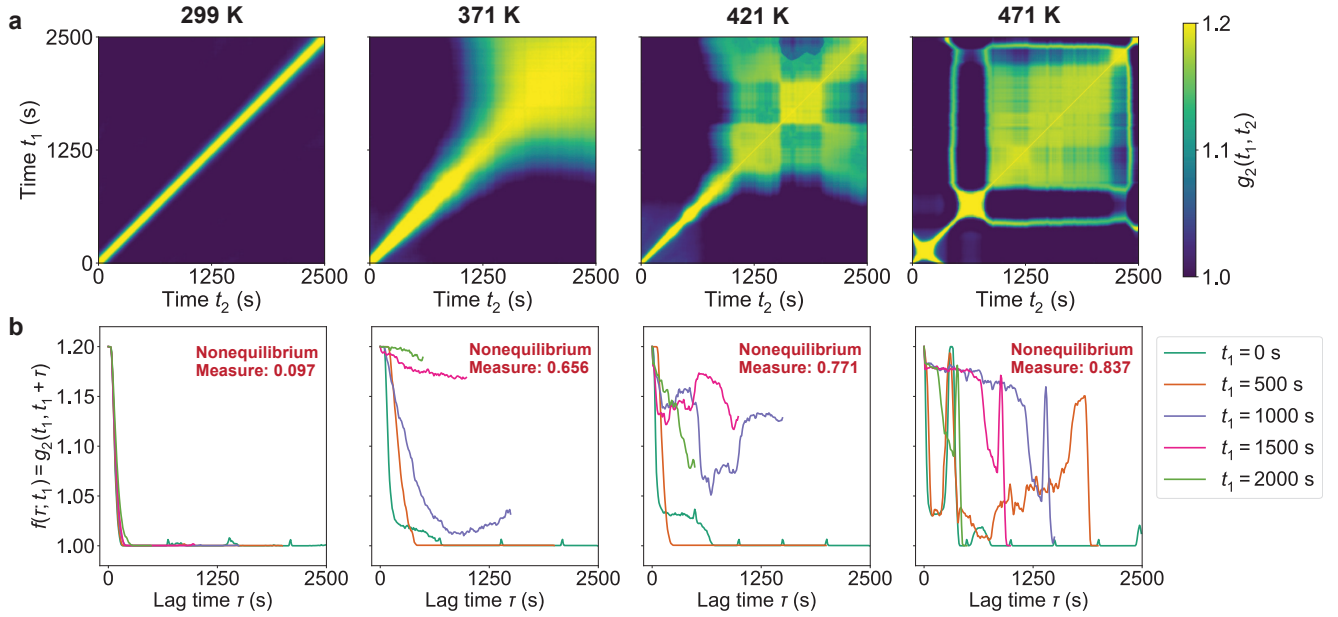 a
299 K
371 K
421 K
471 K
2500
1250
0
Time t₁ (s)
0
1250
2500
0
1250
2500
0
1250
2500
0
1250
2500
Time t₂ (s)
Time t₂ (s)
Time t₂ (s)
Time t₂ (s)
1.2
1.1
1.0
g₂(t₁, t₂)
b
f(τ; t₁) = g₂(t₁, t₁ + τ)
1.20
1.15
1.10
1.05
1.00
Nonequilibrium
Measure: 0.097
Nonequilibrium
Measure: 0.656
Nonequilibrium
Measure: 0.771
Nonequilibrium
Measure: 0.837
0
1250
2500
0
1250
2500
0
1250
2500
0
1250
2500
Lag time τ (s)
Lag time τ (s)
Lag time τ (s)
Lag time τ (s)
t₁ = 0 s
t₁ = 500 s
t₁ = 1000 s
t₁ = 1500 s
t₁ = 2000 s